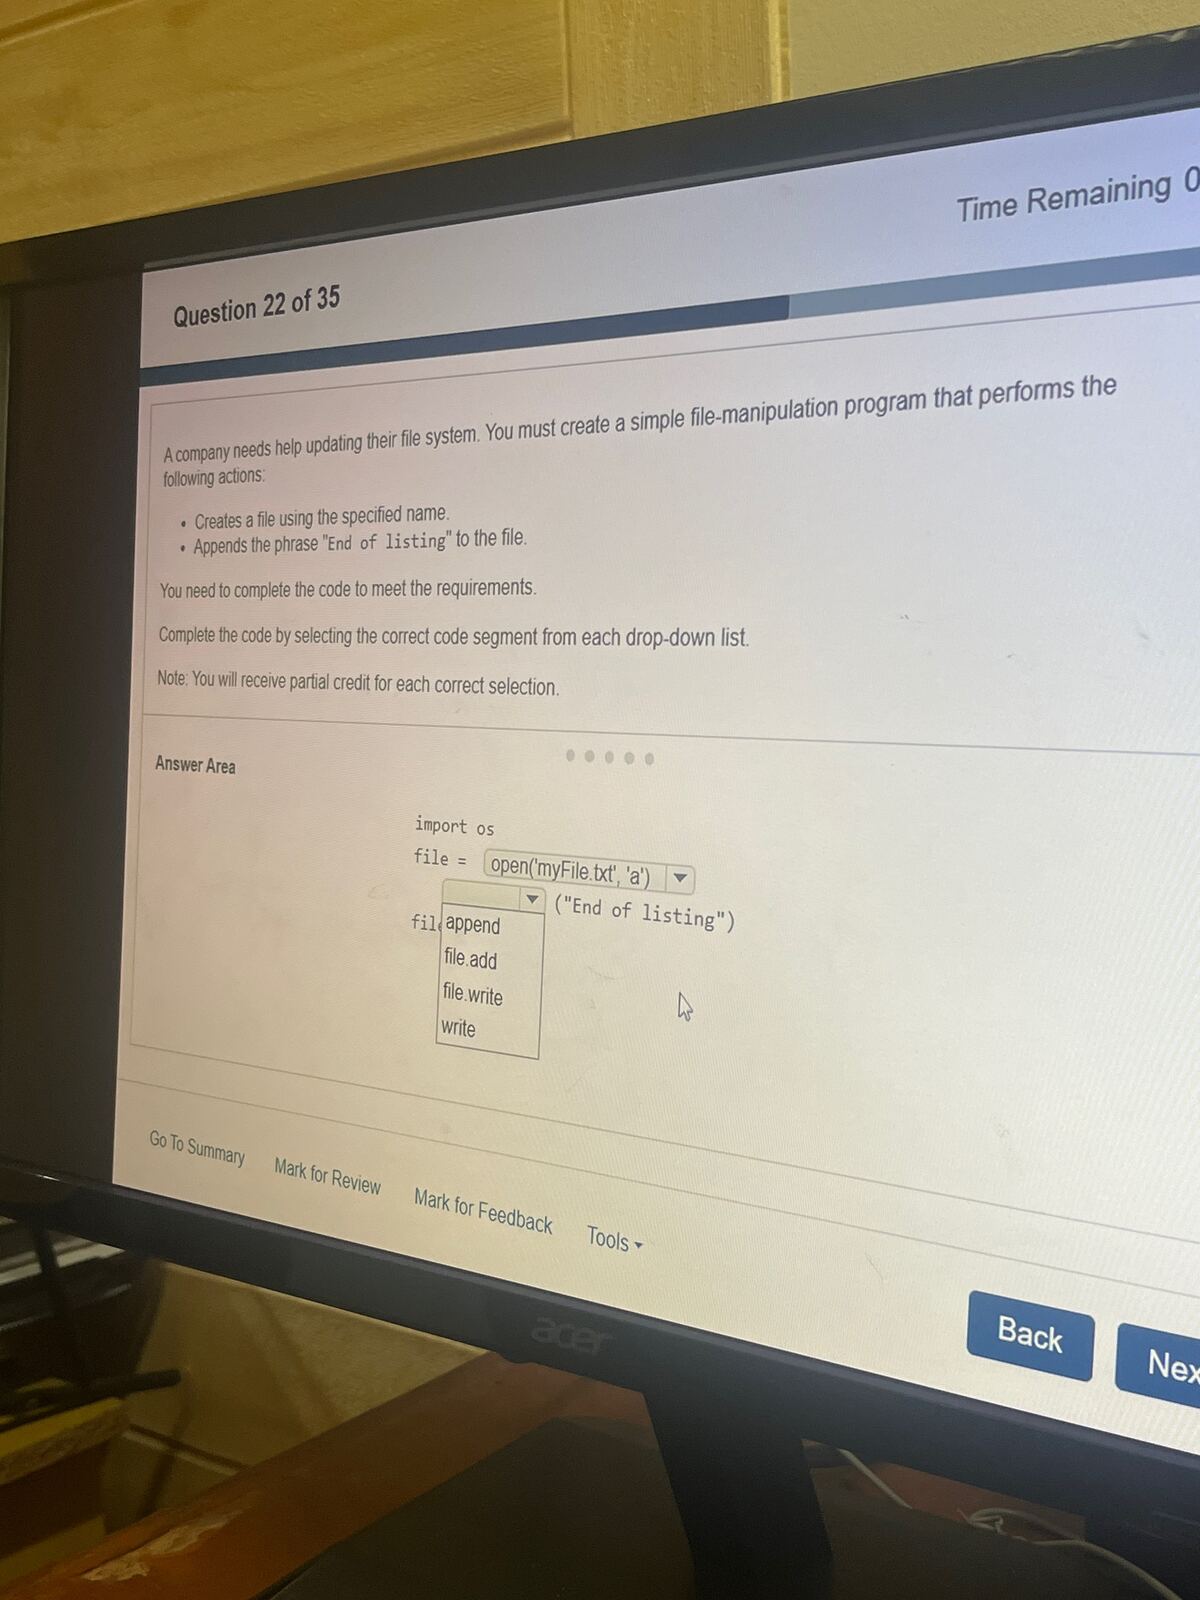 Time Remaining 0
Question 22 of 35
A company needs help updating their file system. You must create a simple file-manipulation program that performs the
following actions:
• Creates a file using the specified name.
• Appends the phrase "End of listing" to the file.
You need to complete the code to meet the requirements.
Complete the code by selecting the correct code segment from each drop-down list.
Note: You will receive partial credit for each correct selection.
Answer Area
import os
file = open('myFile.txt', 'a')
("End of listing")
fil
append
file.add
file.write
write
Go To Summary
Mark for Review
Mark for Feedback
Tools
Back
Nex
acer